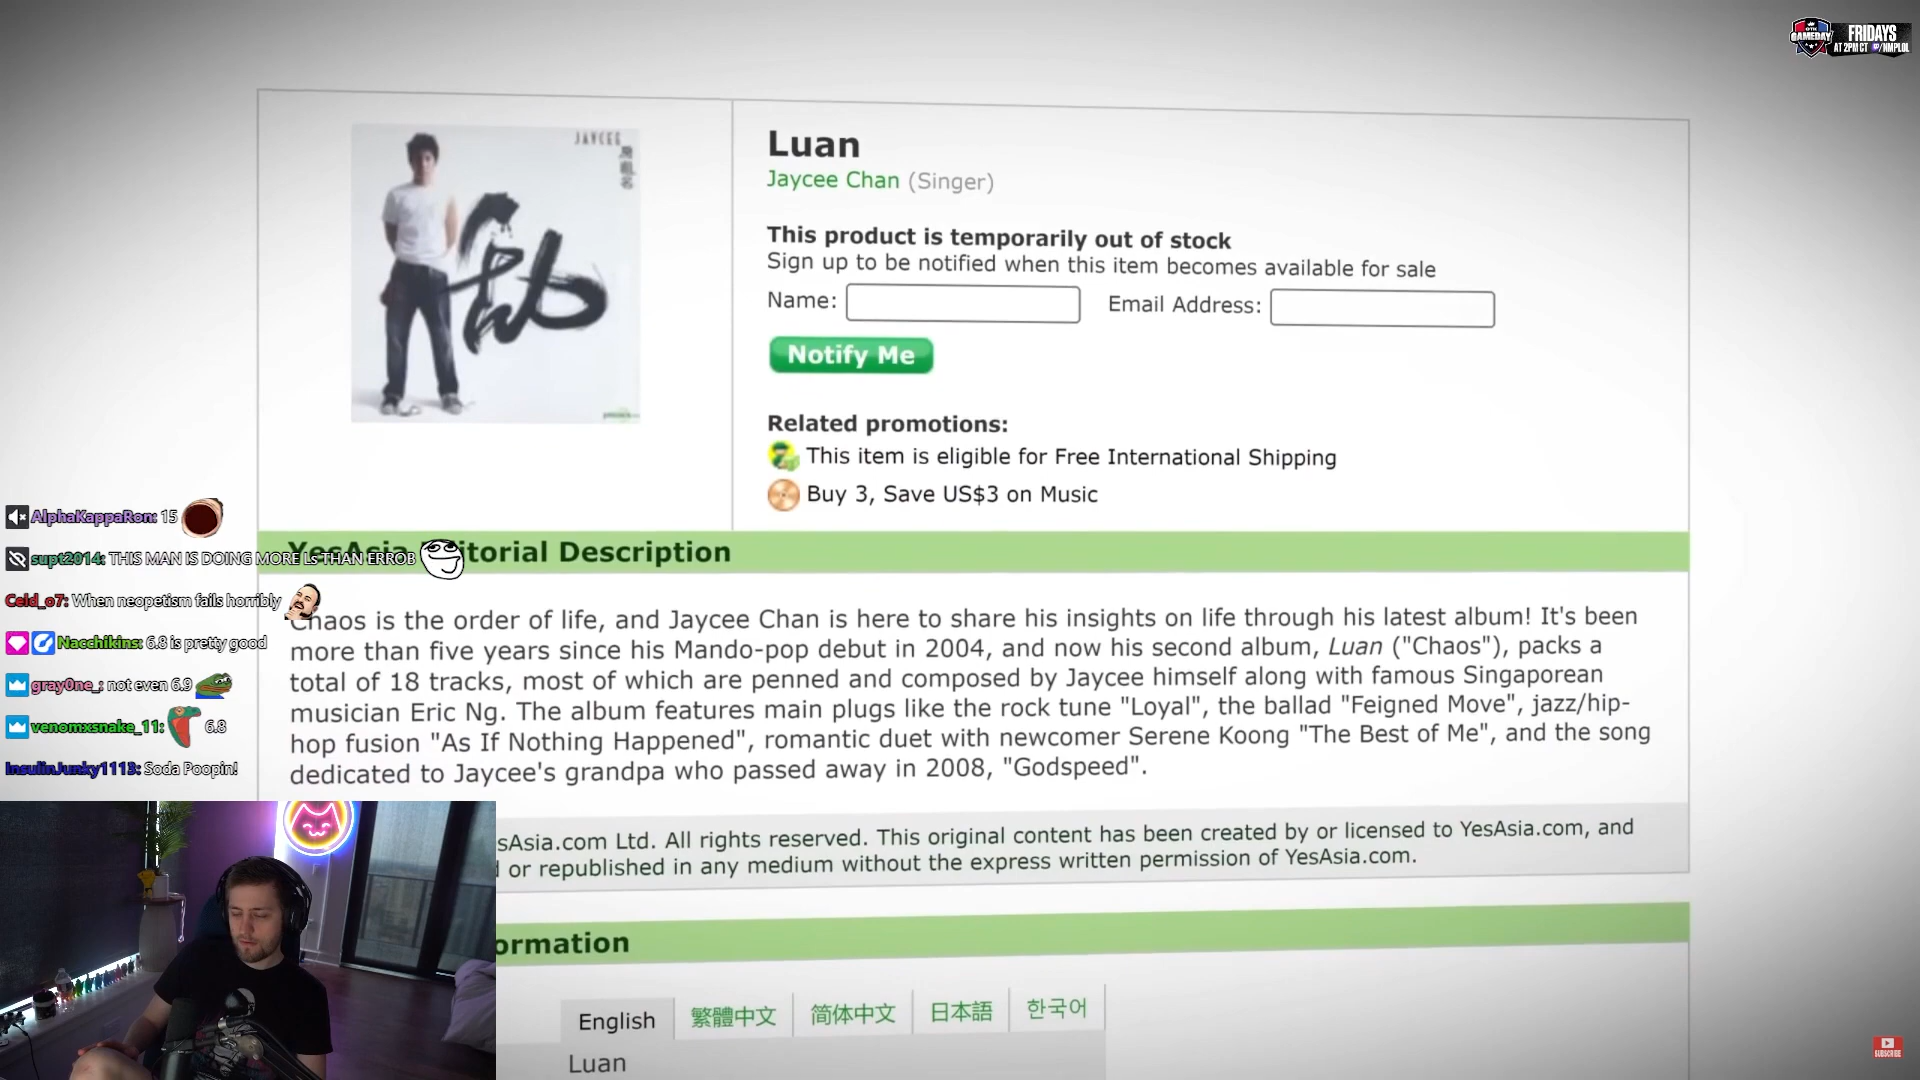 GAMEDAY
FRIDAYS
AT 2PM CT /NMPLOL
JAYCEE
房祖名
乱
Luan
Jaycee Chan (Singer)
This product is temporarily out of stock
Sign up to be notified when this item becomes available for sale
Name:
Email Address:
Notify Me
Related promotions:
This item is eligible for Free International Shipping
Buy 3, Save US$3 on Music
YesAsia itorial Description
Chaos is the order of life, and Jaycee Chan is here to share his insights on life through his latest album! It's been
more than five years since his Mando-pop debut in 2004, and now his second album, Luan ("Chaos"), packs a
total of 18 tracks, most of which are penned and composed by Jaycee himself along with famous Singaporean
musician Eric Ng. The album features main plugs like the rock tune "Loyal", the ballad "Feigned Move", jazz/hip-
hop fusion "As If Nothing Happened", romantic duet with newcomer Serene Koong "The Best of Me", and the song
dedicated to Jaycee's grandpa who passed away in 2008, "Godspeed".
sAsia.com Ltd. All rights reserved. This original content has been created by or licensed to YesAsia.com, and
or republished in any medium without the express written permission of YesAsia.com.
ormation
English
繁體中文
简体中文
日本語
한국어
Luan
AlphaKappaRon: 15
supt2014: THIS MAN IS DOING MORE Ls THAN ERROB
Celd_o7: When neopetism fails horribly
Nacchikins: 6.8 is pretty good
gray0ne_: not even 6.9
venomxsnake_11: 6.8
InsulinJunky1113: Soda Poopin!
SUBSCRIBE